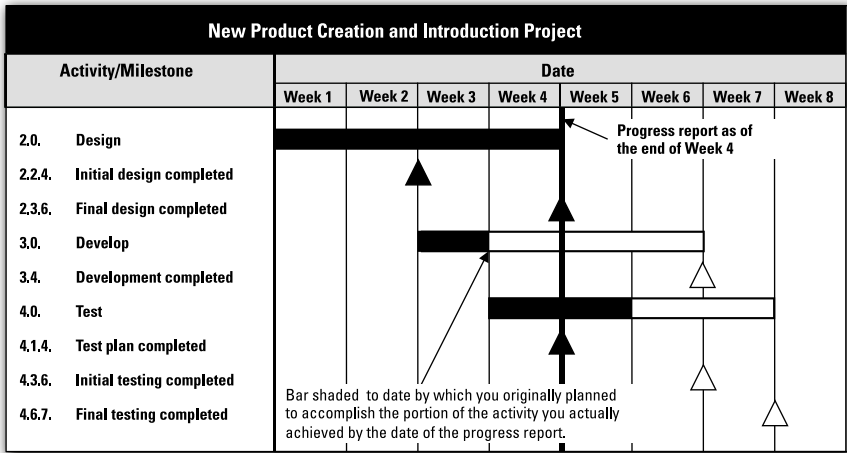 New Product Creation and Introduction Project
Activity/Milestone
Date
Week 1 Week 2 Week 3 Week 4 Week 5 Week 6 Week 7 Week 8
Progress report as of
the end of Week 4
2.0. Design
2.2.4. Initial design completed
2.3.6. Final design completed
3.0. Develop
3.4. Development completed
4.0. Test
4.1.4. Test plan completed
4.3.6. Initial testing completed
4.6.7. Final testing completed
Bar shaded to date by which you originally planned
to accomplish the portion of the activity you actually
achieved by the date of the progress report.